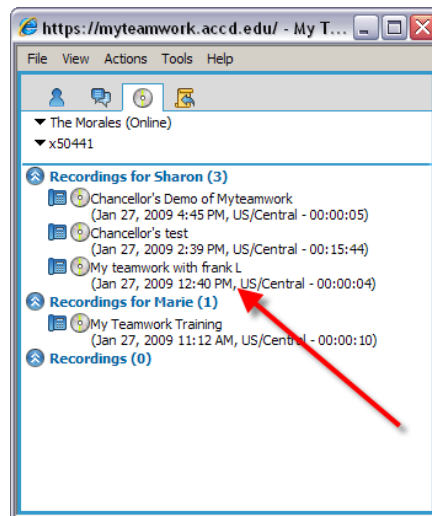 https://myteamwork.accd.edu/ - My T...
File View Actions Tools Help
The Morales (Online)
x50441
Recordings for Sharon (3)
Chancellor's Demo of Myteamwork
(Jan 27, 2009 4:45 PM, US/Central - 00:00:05)
Chancellor's test
(Jan 27, 2009 2:39 PM, US/Central - 00:15:44)
My teamwork with frank L
(Jan 27, 2009 12:40 PM, US/Central - 00:00:04)
Recordings for Marie (1)
My Teamwork Training
(Jan 27, 2009 11:12 AM, US/Central - 00:00:10)
Recordings (0)